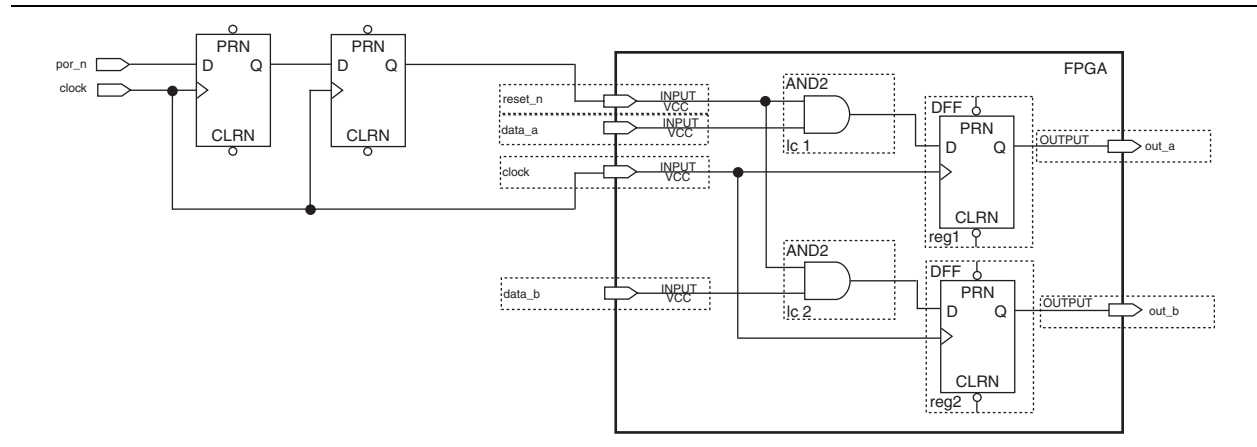 por_n
clock
PRN
D Q
CLRN
PRN
D Q
CLRN
FPGA
reset_n
INPUT
VCC
data_a
INPUT
VCC
clock
INPUT
VCC
data_b
INPUT
VCC
AND2
lc 1
AND2
lc 2
DFF
PRN
D Q
CLRN
reg1
OUTPUT
out_a
DFF
PRN
D Q
CLRN
reg2
OUTPUT
out_b